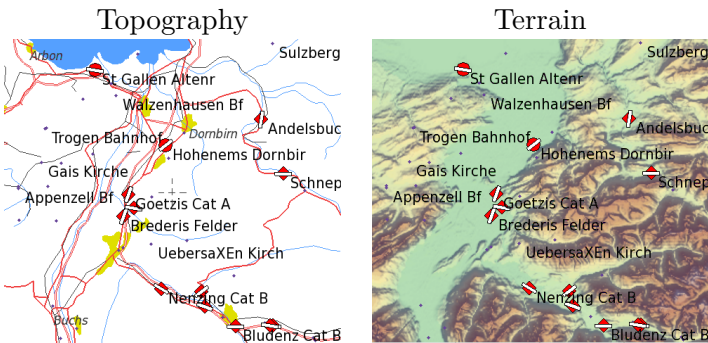 Topography
Arbon
Sulzberg
St Gallen Altenr
Walzenhausen Bf
Andelsbuc
Dornbirn
Trogen Bahnhof
Hohenems Dornbir
Gais Kirche
Schnep
Appenzell Bf
Goetzis Cat A
Brederis Felder
UebersaXEn Kirch
Nenzing Cat B
Buchs
Bludenz Cat B
Terrain
Sulzberg
St Gallen Altenr
Walzenhausen Bf
Andelsbuc
Trogen Bahnhof
Hohenems Dornbir
Gais Kirche
Schnep
Appenzell Bf
Goetzis Cat A
Brederis Felder
UebersaXEn Kirch
Nenzing Cat B
Bludenz Cat B